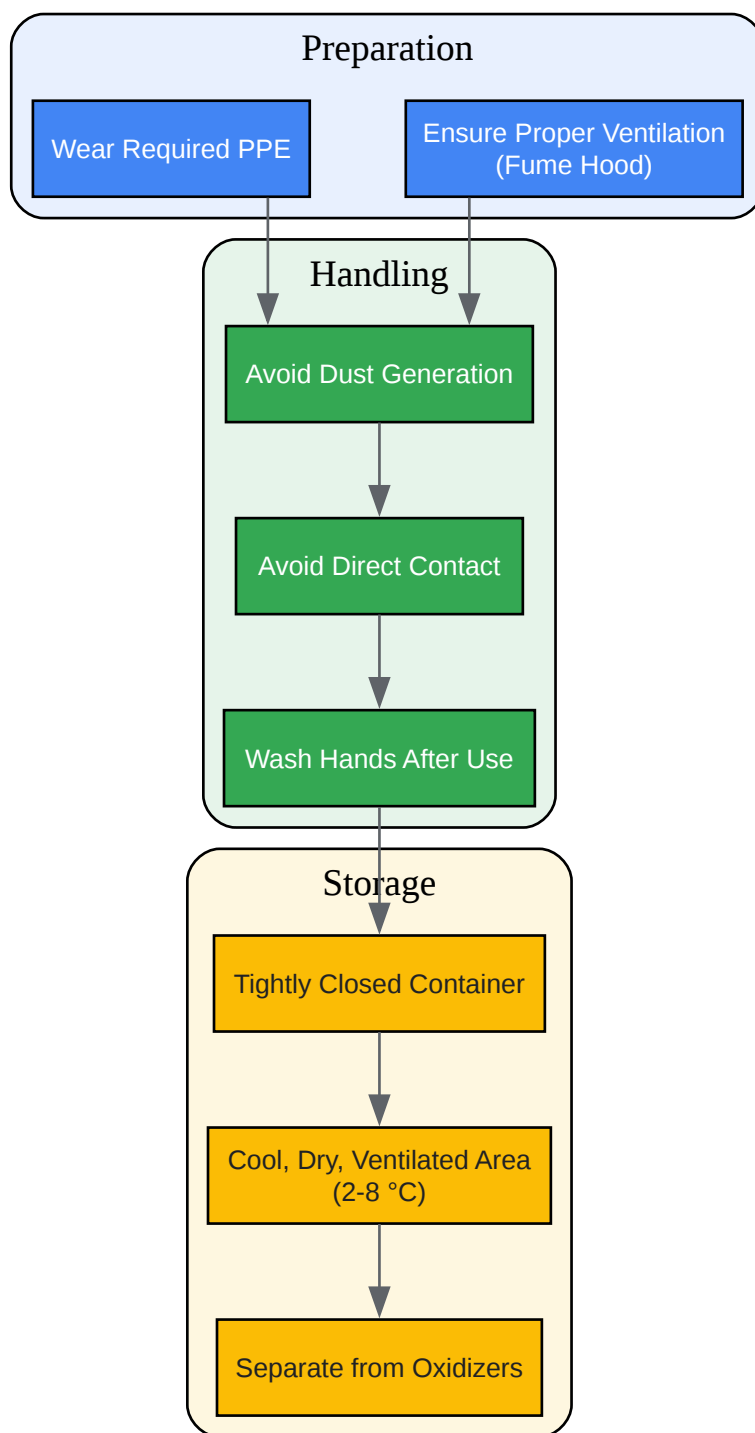 Preparation
Wear Required PPE
Ensure Proper Ventilation
(Fume Hood)
Handling
Avoid Dust Generation
Avoid Direct Contact
Wash Hands After Use
Storage
Tightly Closed Container
Cool, Dry, Ventilated Area
(2-8 °C)
Separate from Oxidizers